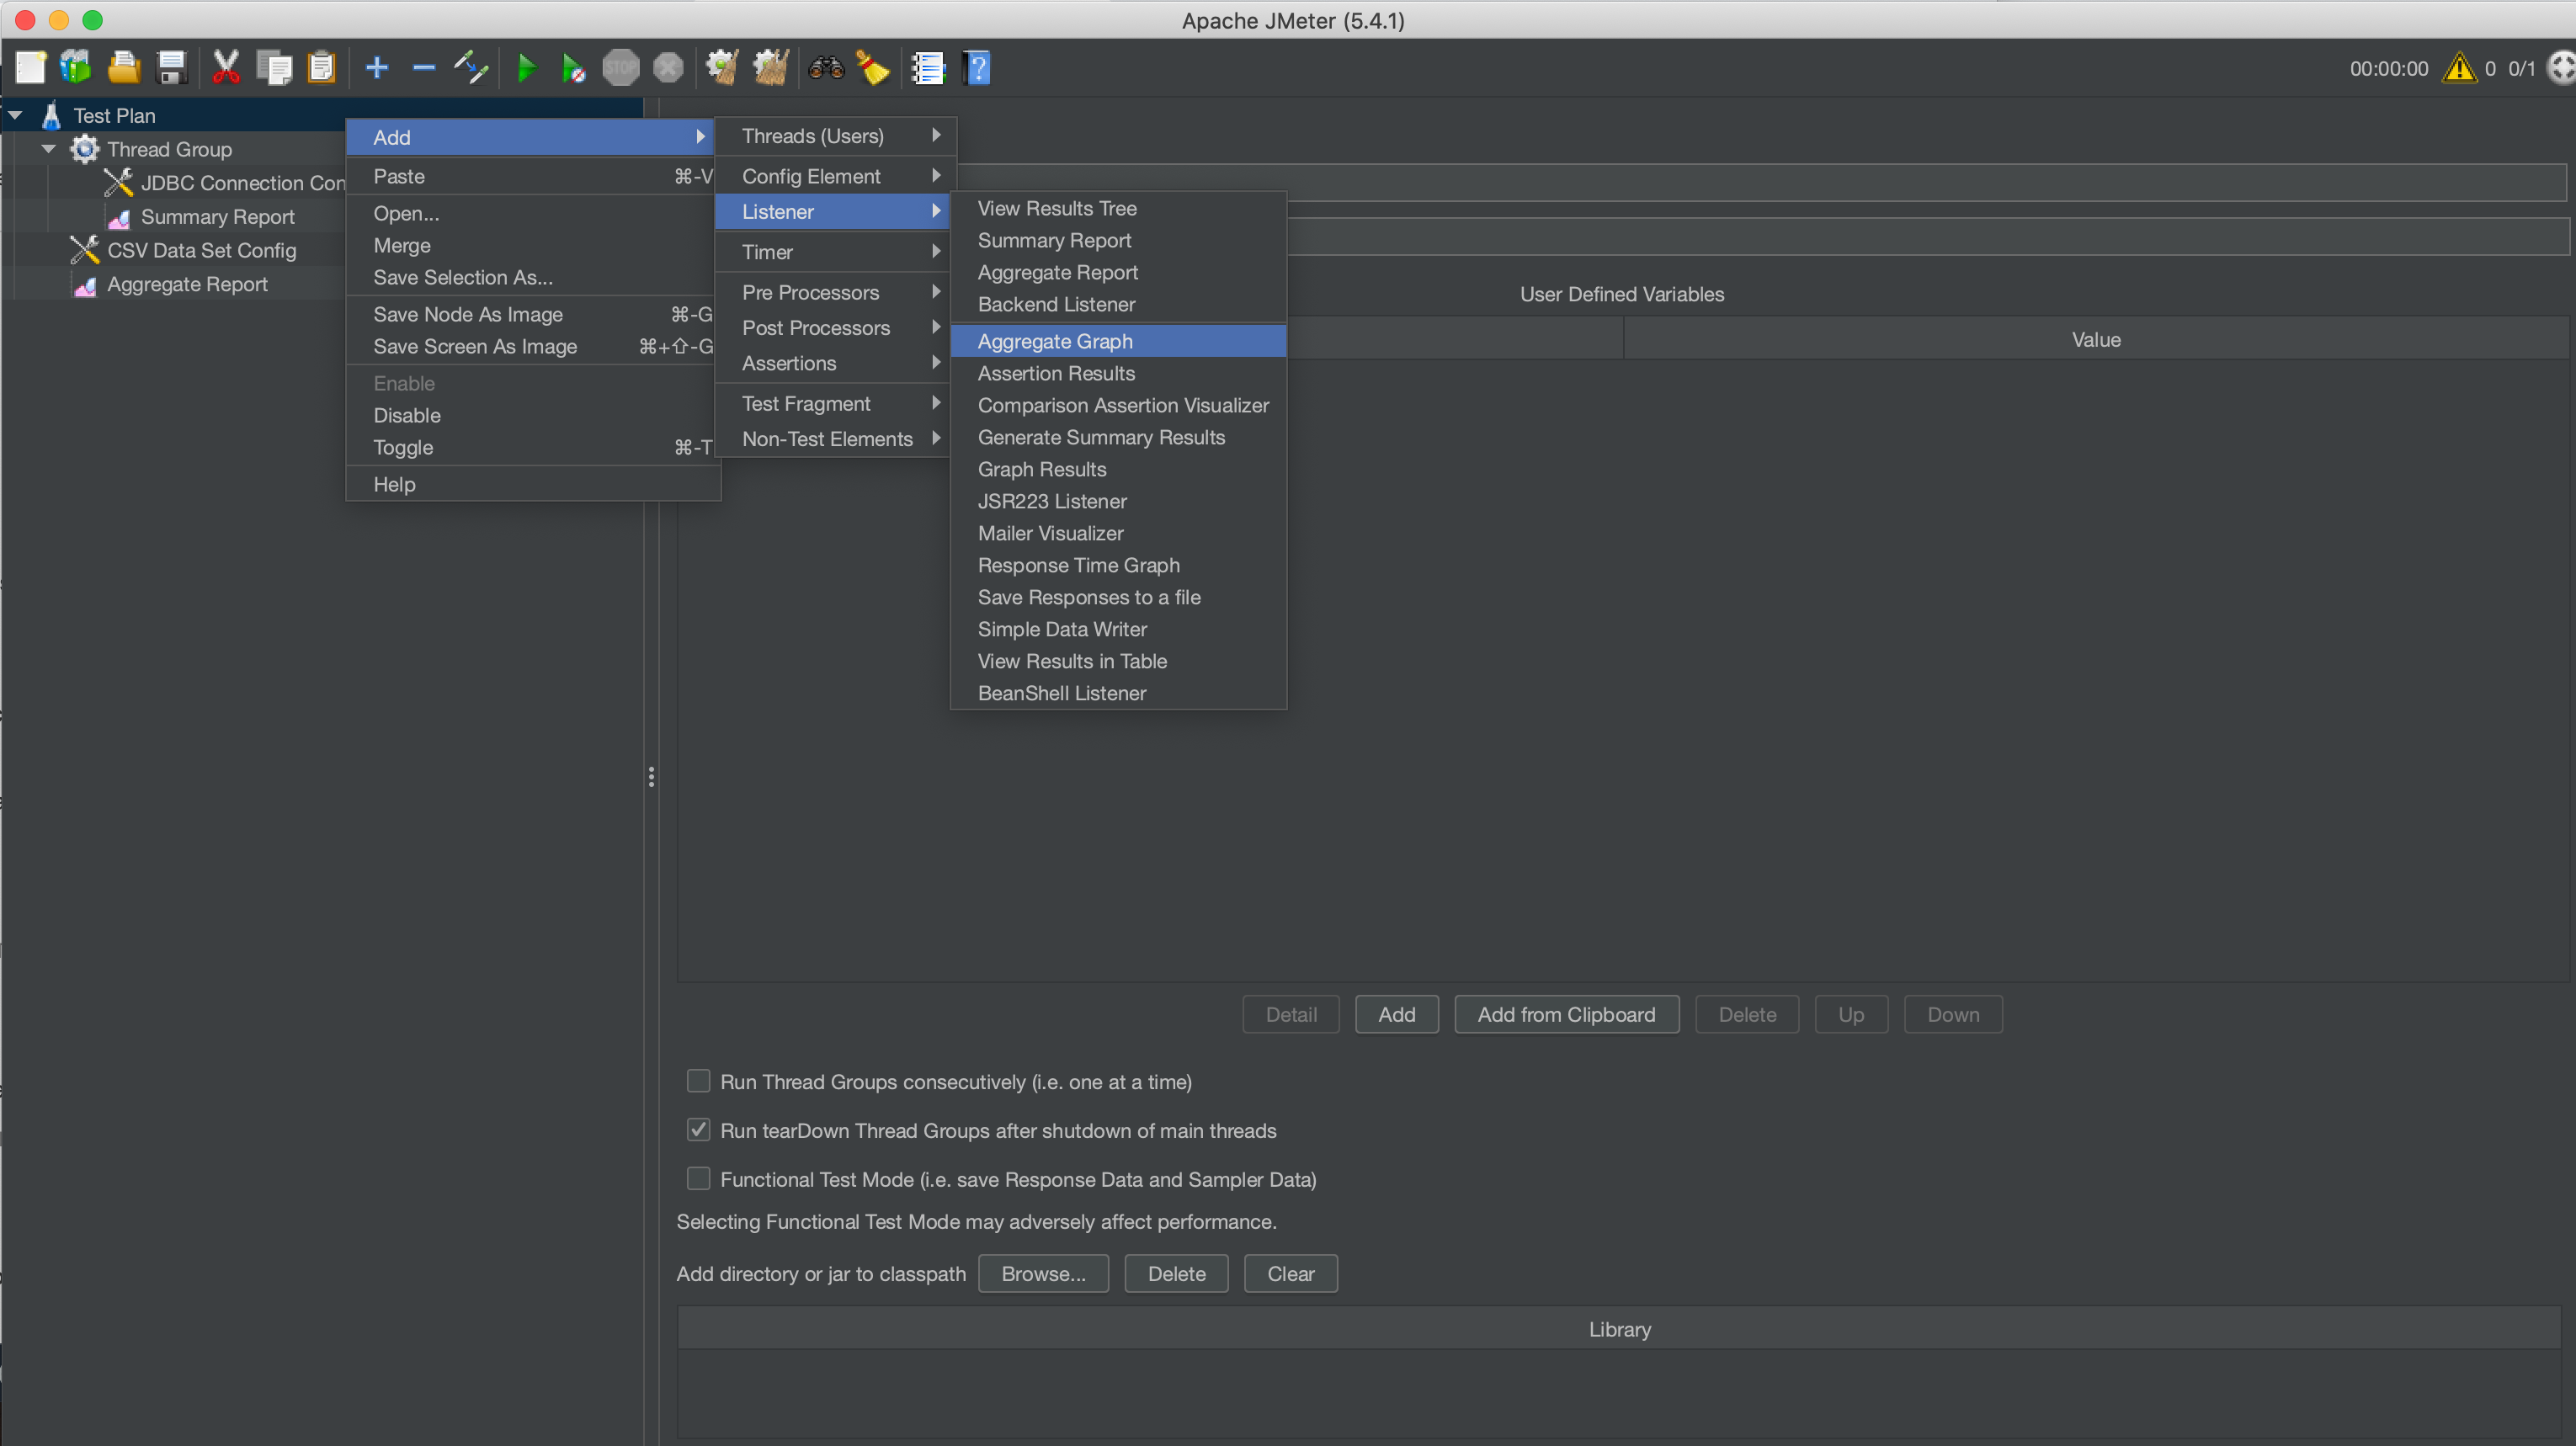 Apache JMeter (5.4.1)
STOP
?
00:00:00
0
0/1
Test Plan
Thread Group
JDBC Connection Con
Summary Report
CSV Data Set Config
Aggregate Report
Add
Paste ⌘-V
Open...
Merge
Save Selection As...
Save Node As Image ⌘-G
Save Screen As Image ⌘+⇧-G
Enable
Disable
Toggle ⌘-T
Help
Threads (Users)
Config Element
Listener
Timer
Pre Processors
Post Processors
Assertions
Test Fragment
Non-Test Elements
View Results Tree
Summary Report
Aggregate Report
Backend Listener
Aggregate Graph
Assertion Results
Comparison Assertion Visualizer
Generate Summary Results
Graph Results
JSR223 Listener
Mailer Visualizer
Response Time Graph
Save Responses to a file
Simple Data Writer
View Results in Table
BeanShell Listener
User Defined Variables
Value
Detail Add Add from Clipboard Delete Up Down
Run Thread Groups consecutively (i.e. one at a time)
Run tearDown Thread Groups after shutdown of main threads
Functional Test Mode (i.e. save Response Data and Sampler Data)
Selecting Functional Test Mode may adversely affect performance.
Add directory or jar to classpath Browse... Delete Clear
Library